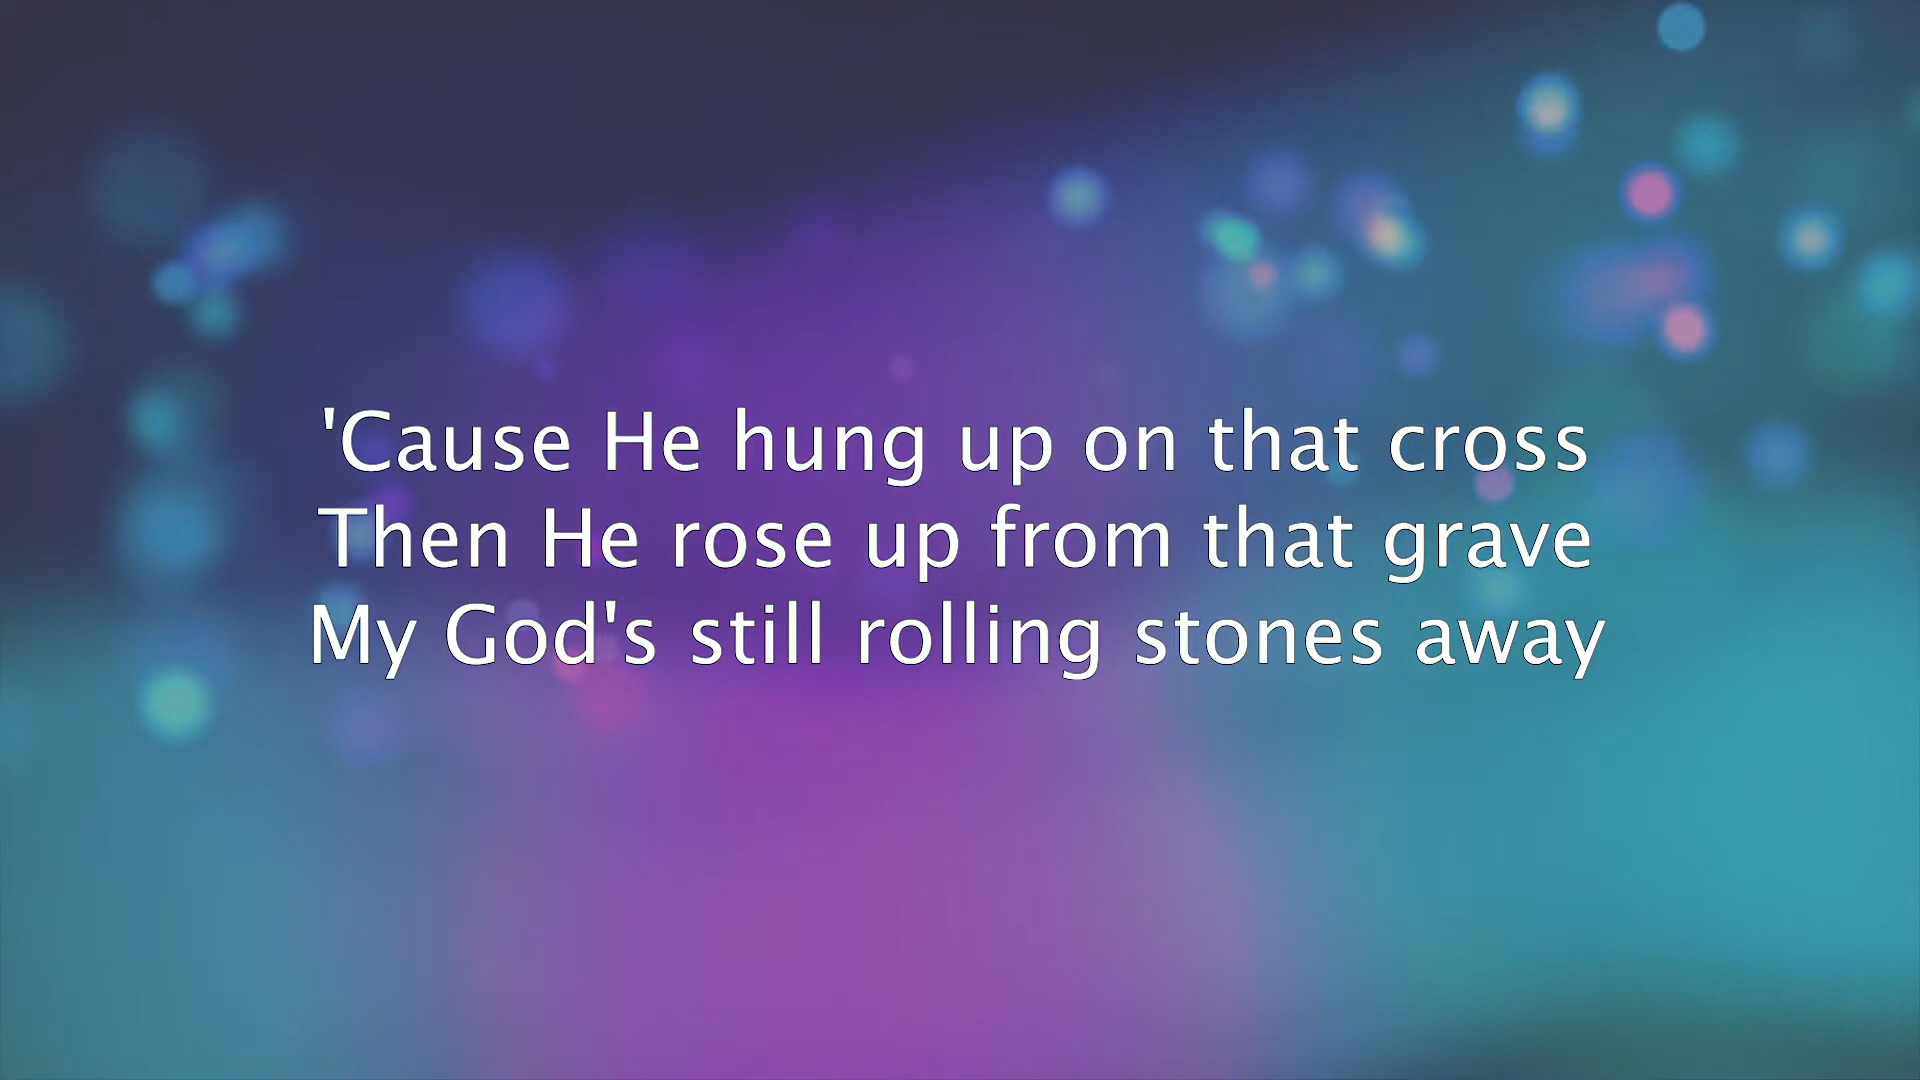 'Cause He hung up on that cross
Then He rose up from that grave
My God's still rolling stones away